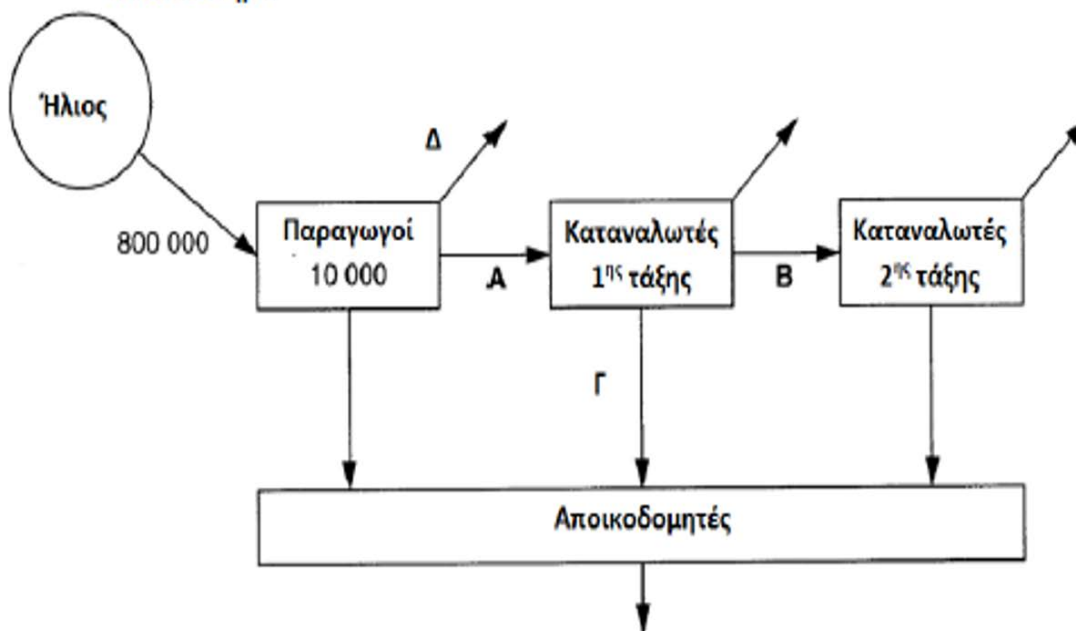 Ήλιος
800 000
Δ
Παραγωγοί
10 000
Α
Καταναλωτές
1ης τάξης
Β
Καταναλωτές
2ης τάξης
Γ
Αποικοδομητές